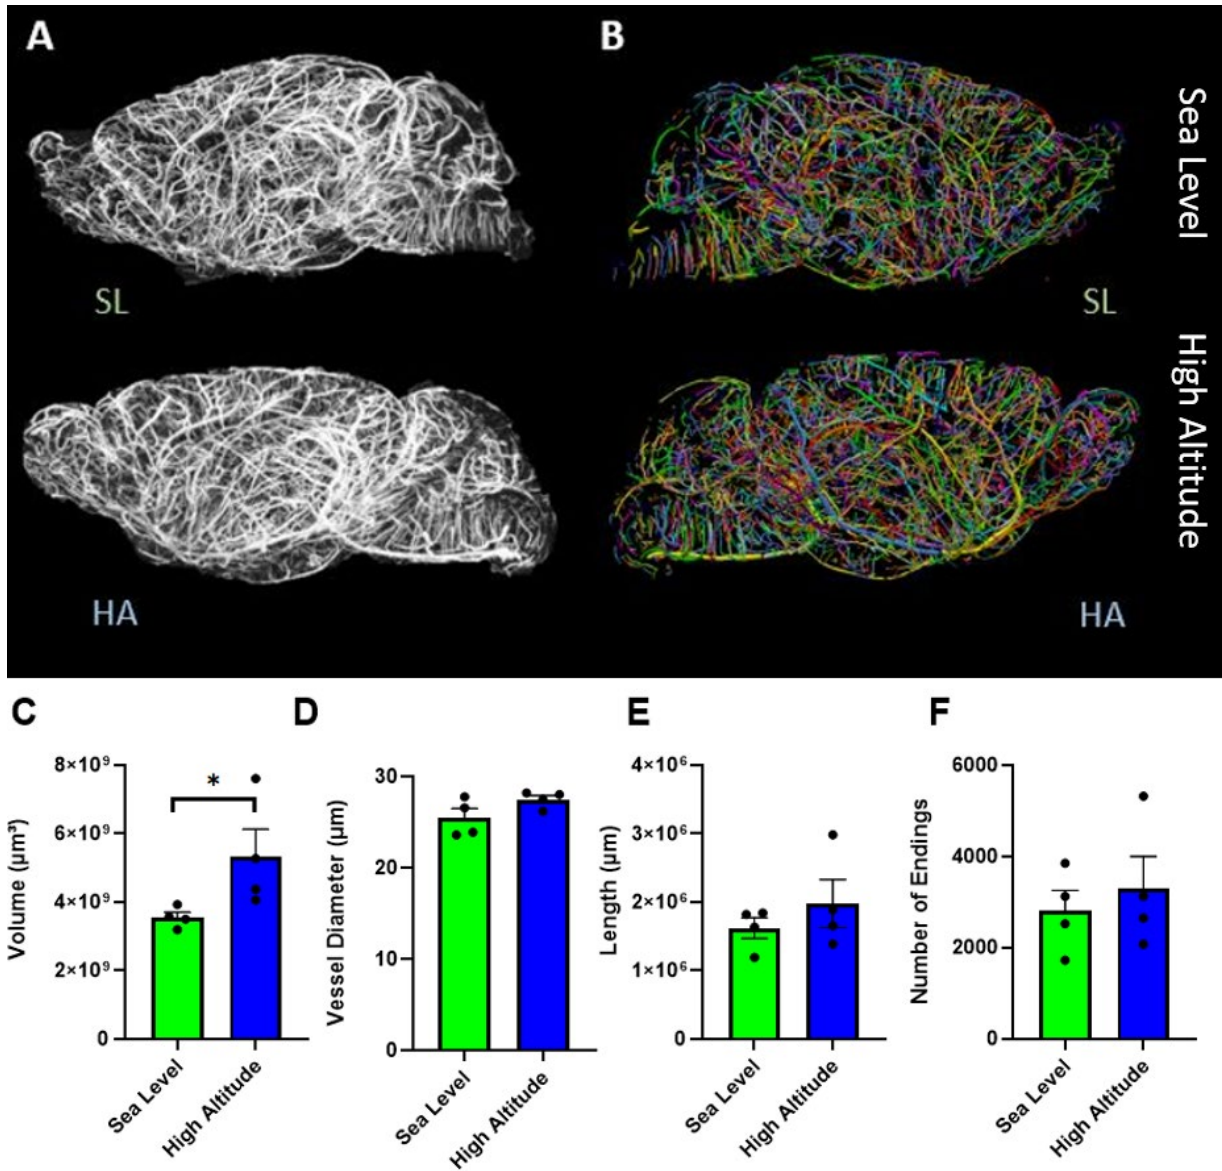 A
B
Sea Level
SL
SL
High Altitude
HA
HA
C
D
E
F
Volume (µm³)
8×10⁹
6×10⁹
4×10⁹
2×10⁹
0
*
Sea Level
High Altitude
Vessel Diameter (µm)
30
20
10
0
Sea Level
High Altitude
Length (µm)
4×10⁶
3×10⁶
2×10⁶
1×10⁶
0
Sea Level
High Altitude
Number of Endings
6000
4000
2000
0
Sea Level
High Altitude